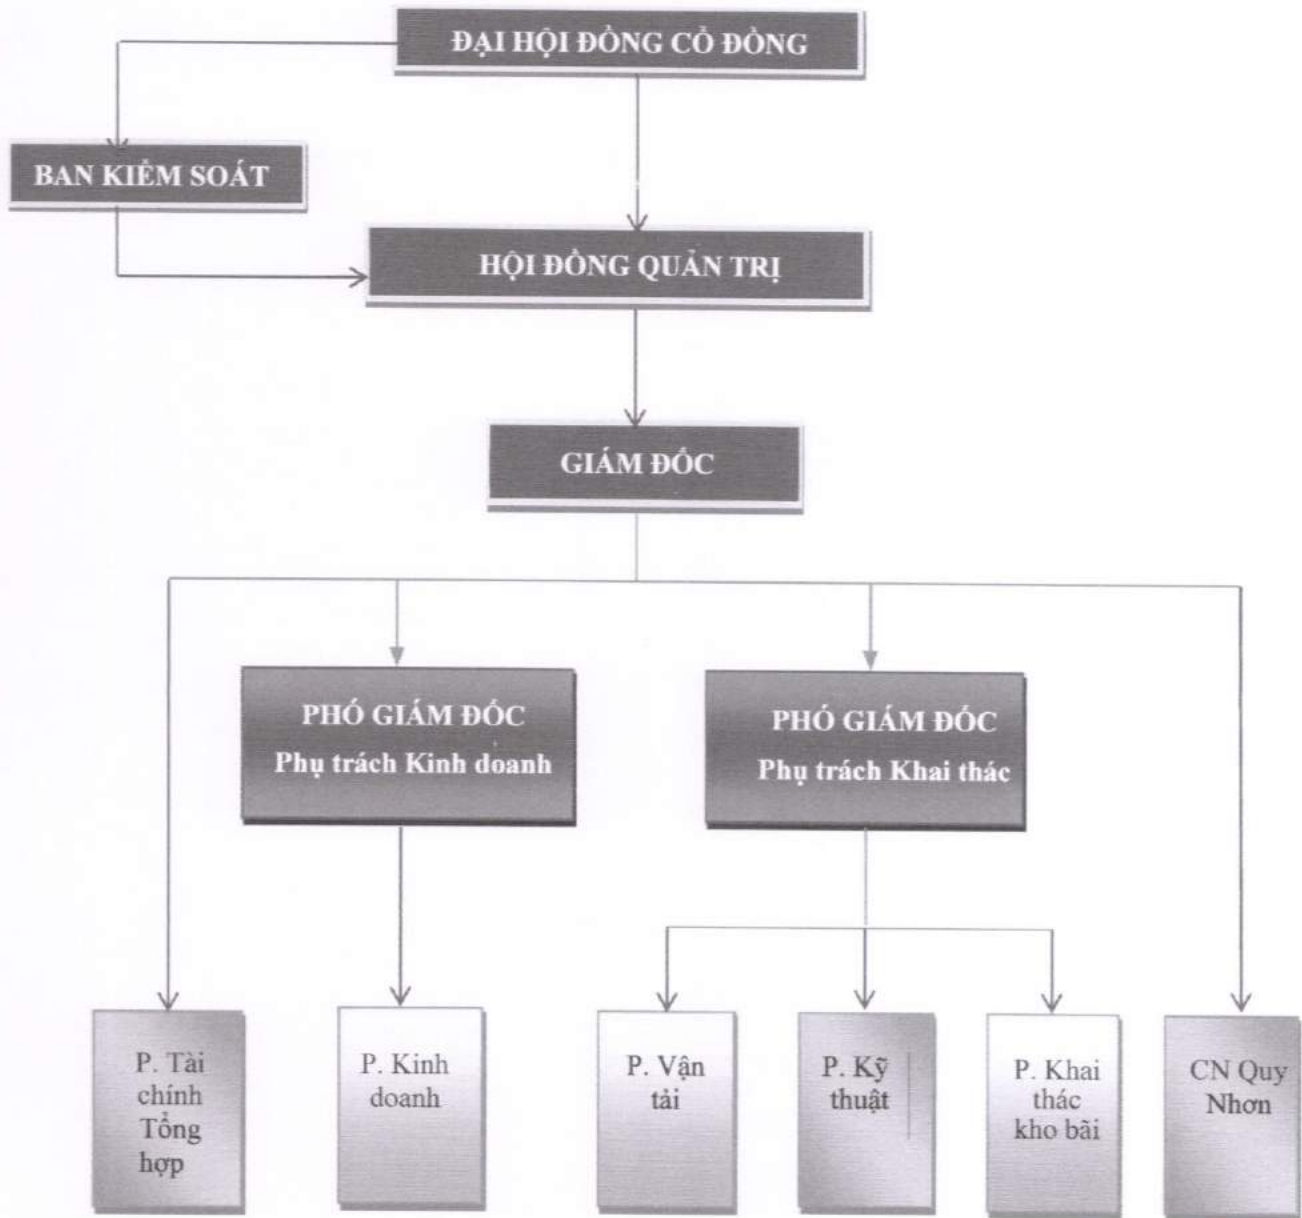 ĐẠI HỘI ĐỒNG CỔ ĐÔNG
BAN KIỂM SOÁT
HỘI ĐỒNG QUẢN TRỊ
GIÁM ĐỐC
PHÓ GIÁM ĐỐC
Phụ trách Kinh doanh
PHÓ GIÁM ĐỐC
Phụ trách Khai thác
P. Tài
chính
Tổng
hợp
P. Kinh
doanh
P. Vận
tải
P. Kỹ
thuật
P. Khai
thác
kho bãi
CN Quy
Nhơn